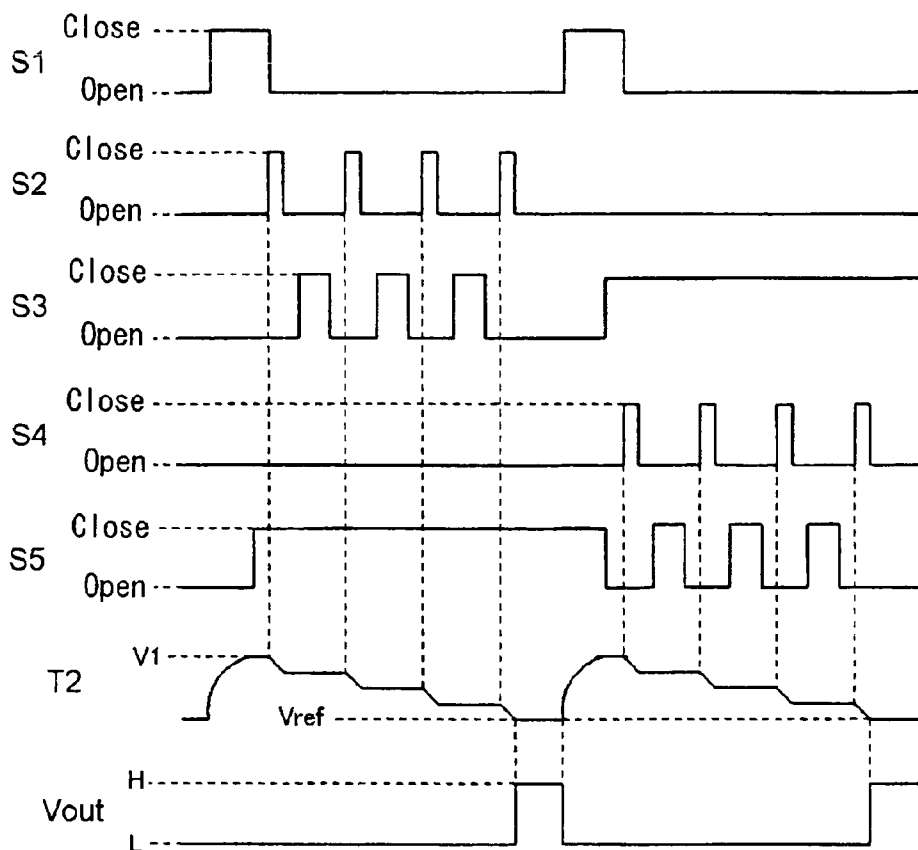 Close
S1
Open
Close
S2
Open
Close
S3
Open
Close
S4
Open
Close
S5
Open
V1
T2
Vref
H
Vout
L